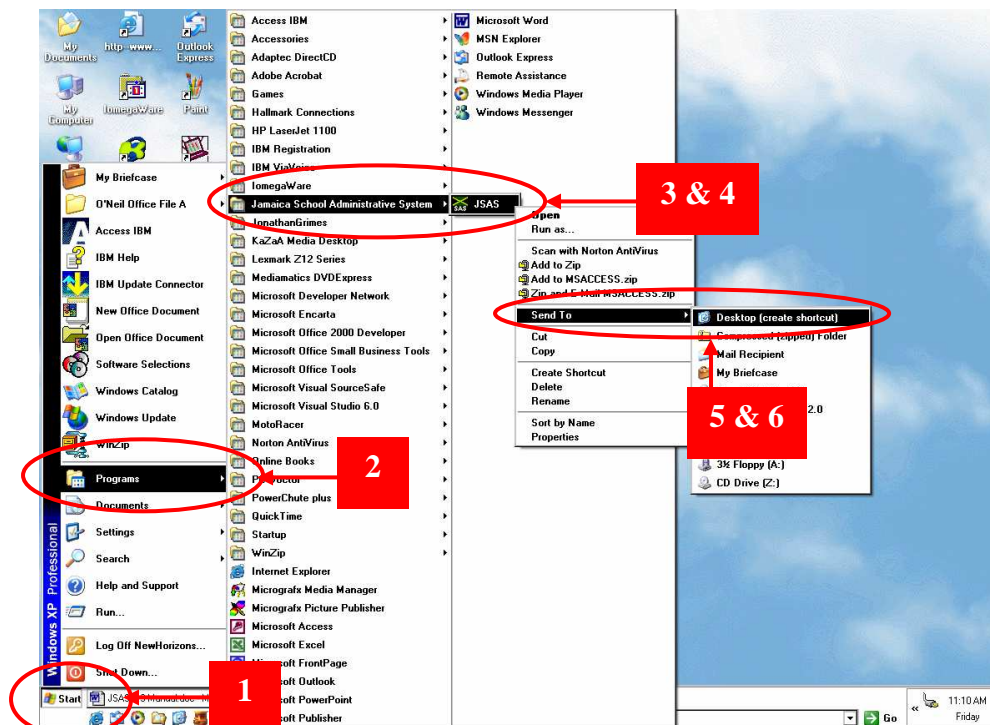 My Documents
http--www...
Outlook Express
My Computer
IomegaWare
Paint
My Briefcase
O'Neil Office File A
Access IBM
IBM Help
IBM Update Connector
New Office Document
Open Office Document
Software Selections
Windows Catalog
Windows Update
WinZip
Programs
Documents
Settings
Search
Help and Support
Run...
Log Off NewHorizons...
Shut Down...
Windows XP Professional
Access IBM
Accessories
Adaptec DirectCD
Adobe Acrobat
Games
Hallmark Connections
HP LaserJet 1100
IBM Registration
IBM ViaVoice
IomegaWare
Jamaica School Administrative System
JonathanGrimes
KaZaA Media Desktop
Lexmark Z12 Series
Mediamatics DVDExpress
Microsoft Developer Network
Microsoft Encarta
Microsoft Office 2000 Developer
Microsoft Office Small Business Tools
Microsoft Office Tools
Microsoft Visual SourceSafe
Microsoft Visual Studio 6.0
MotoRacer
Norton AntiVirus
Online Books
PowerChute plus
QuickTime
Startup
WinZip
Internet Explorer
Micrografx Media Manager
Micrografx Picture Publisher
Microsoft Access
Microsoft Excel
Microsoft FrontPage
Microsoft Outlook
Microsoft PowerPoint
Microsoft Publisher
Microsoft Word
MSN Explorer
Outlook Express
Remote Assistance
Windows Media Player
Windows Messenger
SAS JSAS
Open
Run as...
Scan with Norton AntiVirus
Add to Zip
Add to MSACCESS.zip
Zip and E-Mail MSACCESS.zip
Send To
Cut
Copy
Create Shortcut
Delete
Rename
Sort by Name
Properties
Desktop (create shortcut)
Compressed (zipped) Folder
Mail Recipient
My Briefcase
2.0
3½ Floppy (A:)
CD Drive (Z:)
3 & 4
5 & 6
2
1
Start
Go
«
11:10 AM
Friday